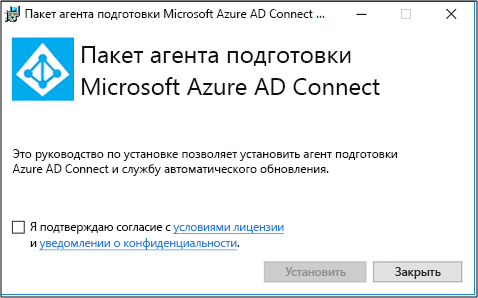 Пакет агента подготовки Microsoft Azure AD Connect ...
Пакет агента подготовки
Microsoft Azure AD Connect
Это руководство по установке позволяет установить агент подготовки
Azure AD Connect и службу автоматического обновления.
Я подтверждаю согласие с условиями лицензии
и уведомлении о конфиденциальности.
Установить Закрыть